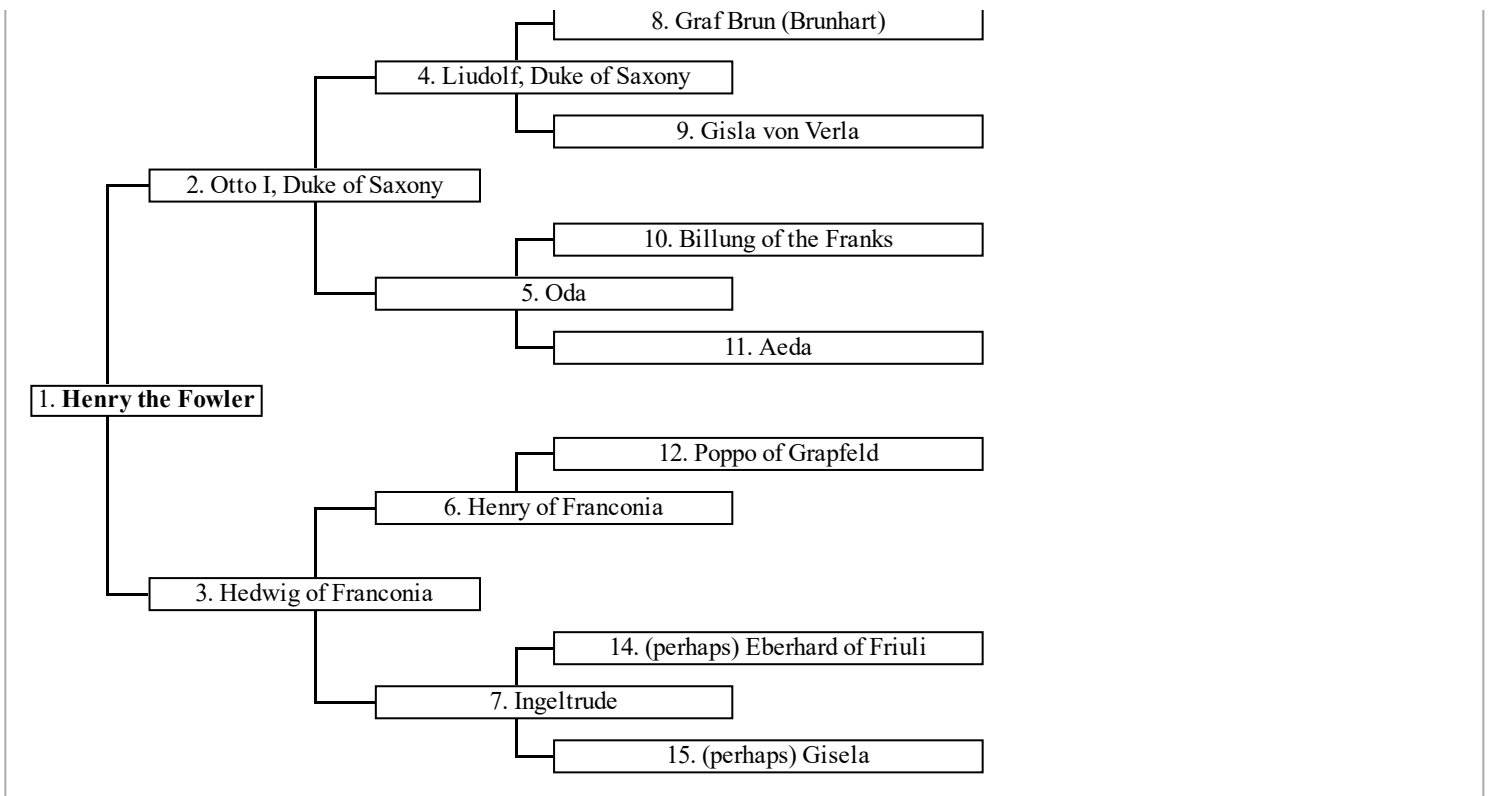 8. Graf Brun (Brunhart)
4. Liudolf, Duke of Saxony
9. Gisla von Verla
2. Otto I, Duke of Saxony
10. Billung of the Franks
5. Oda
11. Aeda
1. Henry the Fowler
12. Poppo of Grapfeld
6. Henry of Franconia
3. Hedwig of Franconia
14. (perhaps) Eberhard of Friuli
7. Ingeltrude
15. (perhaps) Gisela